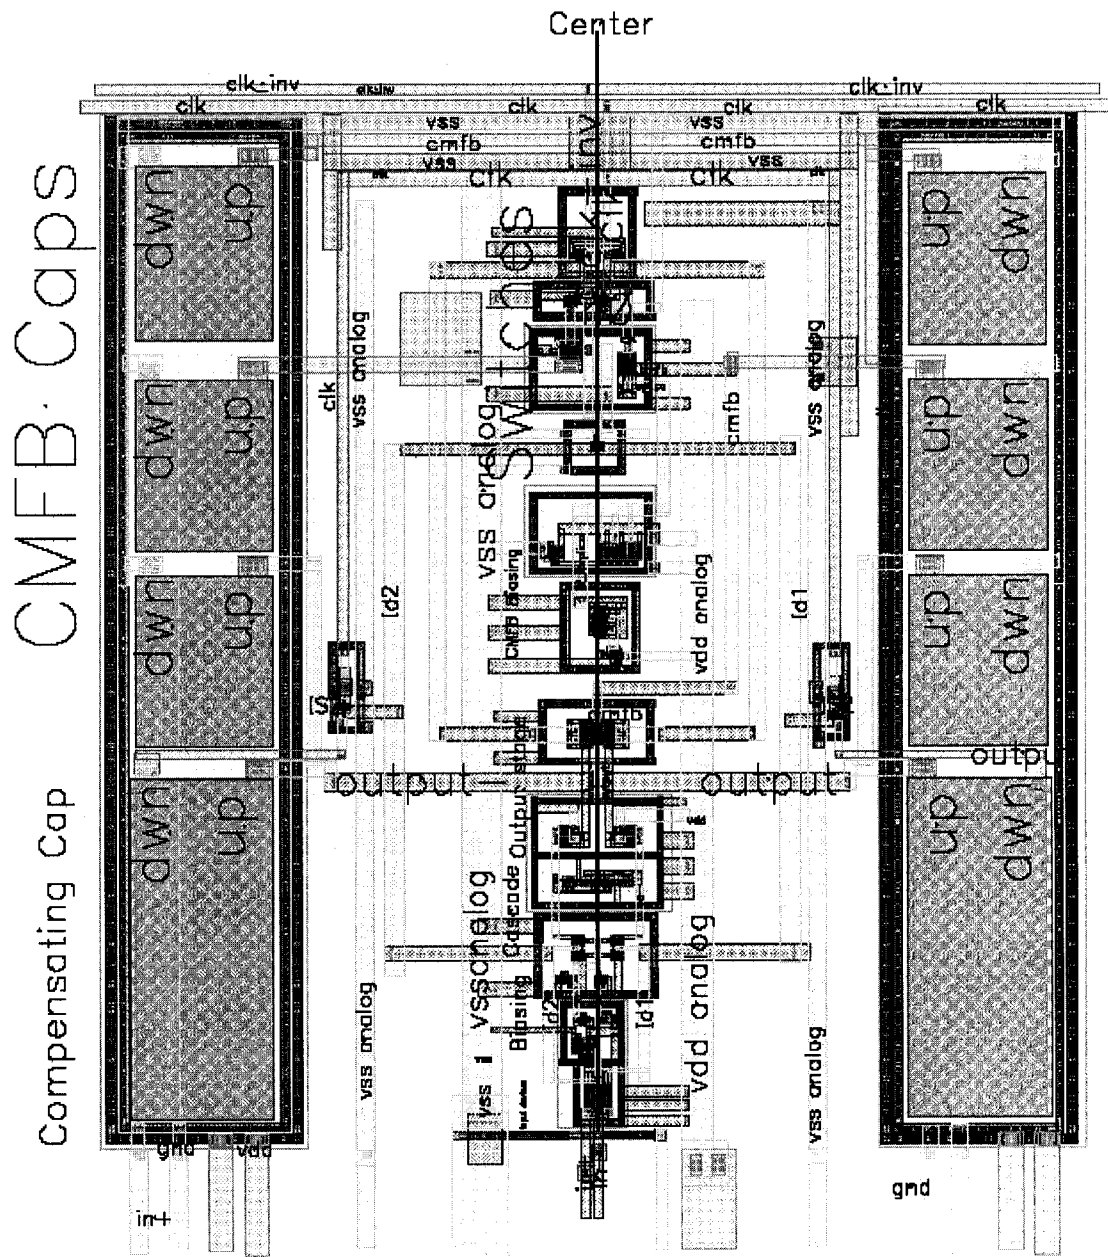 Center
clk-inv
clk-inv
clk
clk
clk
clk
vss
vss
cmfb
cmfb
vss
vss
clk
clk
CMFB Caps
dwn
up
up
dwn
vss analog
vss analog
clk
cmfb
dwn
up
up
dwn
vss analog
CMFB Biasing
vdd analog
Id2
Id1
dwn
up
up
dwn
cmfb
output-
output
outpu
Compensating Cap
dwn
up
up
dwn
Cascode Output stage
vdd
vssanalog
vdd analog
Biasing
Id2
Id1
vss analog
vss analog
vss
gnd
vdd
gnd
in+